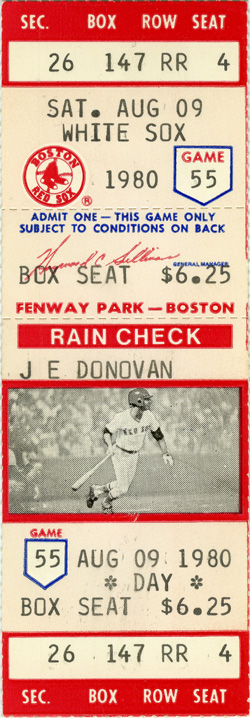 SEC. BOX ROW SEAT
26 147 RR 4
SAT. AUG 09
WHITE SOX
BOSTON
RED SOX
®
1980
GAME
55
ADMIT ONE — THIS GAME ONLY
SUBJECT TO CONDITIONS ON BACK
Haywood C Sullivan
GENERAL MANAGER
BOX SEAT $6.25
FENWAY PARK — BOSTON
RAIN CHECK
J E DONOVAN
RED SOX
GAME
55
AUG 09 1980
* DAY *
BOX SEAT $6.25
26 147 RR 4
SEC. BOX ROW SEAT